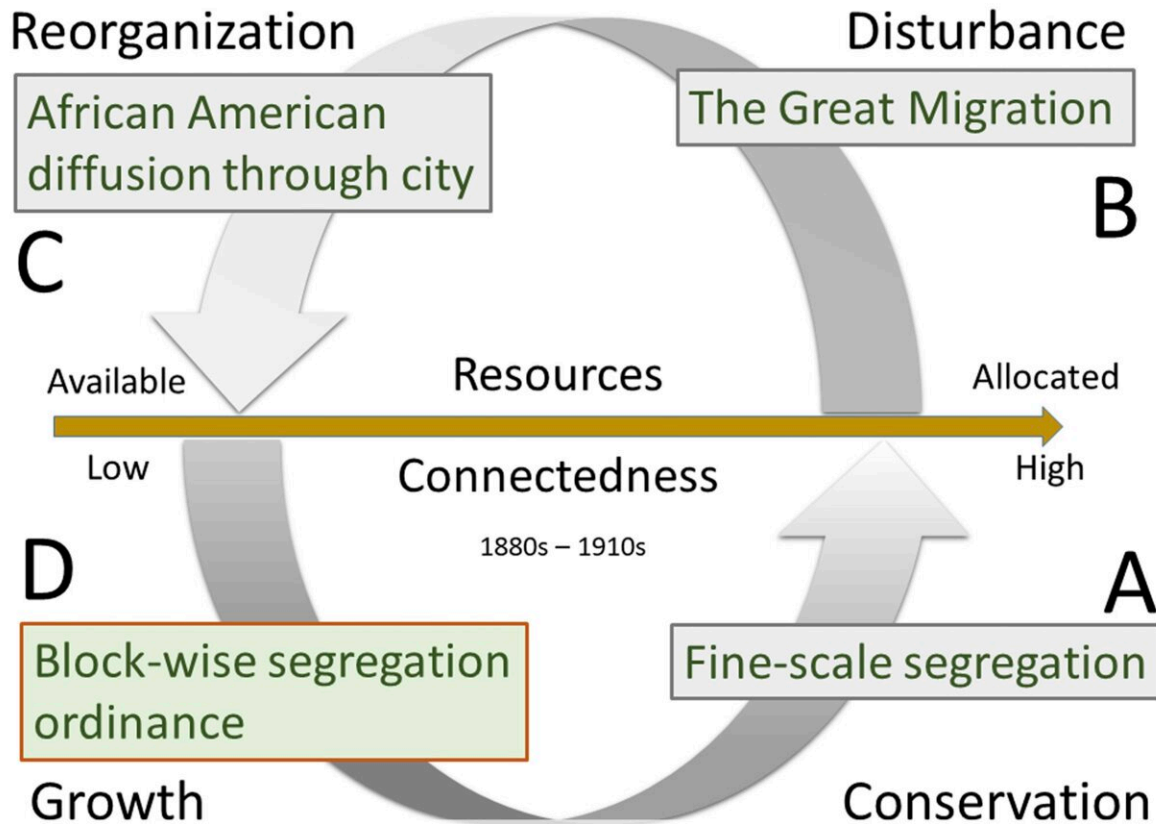 Reorganization
Disturbance
African American
diffusion through city
The Great Migration
B
C
Available
Resources
Allocated
Low
Connectedness
High
1880s – 1910s
D
A
Block-wise segregation
ordinance
Fine-scale segregation
Growth
Conservation